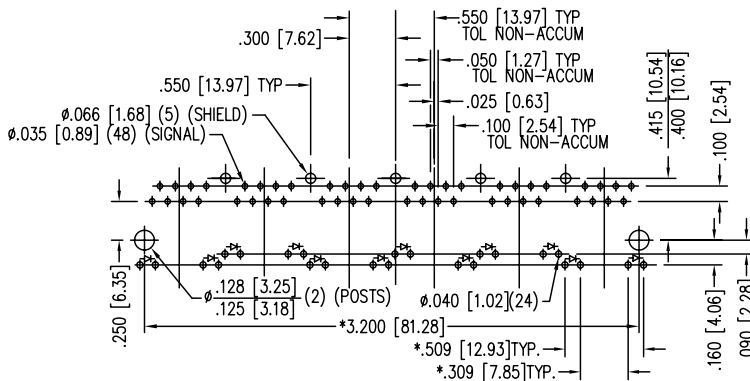 .550 [13.97] TYP
TOL NON-ACCUM
.300 [7.62]
.050 [1.27] TYP
TOL NON-ACCUM
.550 [13.97] TYP
.025 [0.63]
ø.066 [1.68] (5) (SHIELD)
ø.035 [0.89] (48) (SIGNAL)
.100 [2.54] TYP
TOL NON-ACCUM
.415 [10.54]
.400 [10.16]
.100 [2.54]
.250 [6.35]
ø .128 [3.25]
.125 [3.18]
(2) (POSTS)
ø.040 [1.02](24)
*3.200 [81.28]
*.509 [12.93]TYP.
*.309 [7.85]TYP.
.160 [4.06]
.090 [2.28]